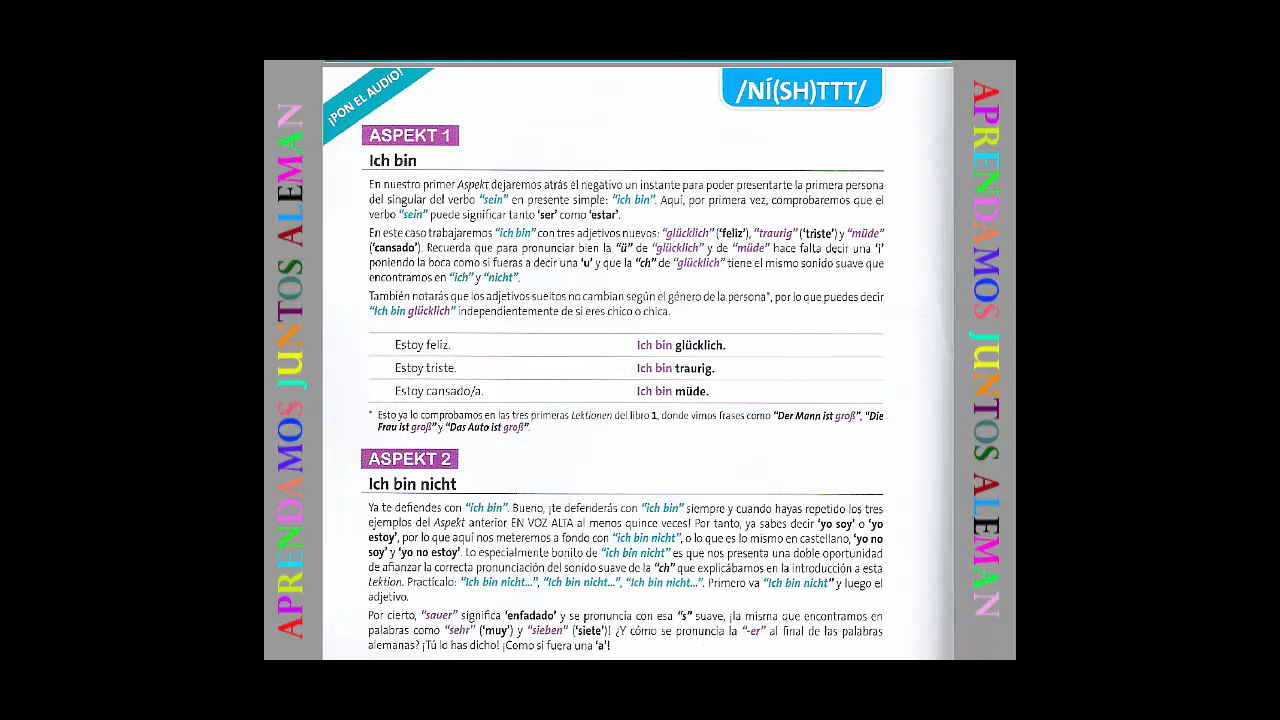 ¡PON EL AUDIO!
/NÍ(SH)TTT/
ASPEKT 1
Ich bin
En nuestro primer Aspekt dejaremos atrás el negativo un instante para poder presentarte la primera persona
del singular del verbo “sein” en presente simple: “ich bin”. Aquí, por primera vez, comprobaremos que el
verbo “sein” puede significar tanto ‘ser’ como ‘estar’.
En este caso trabajaremos “ich bin” con tres adjetivos nuevos: “glücklich” (‘feliz’), “traurig” (‘triste’) y “müde”
(‘cansado’). Recuerda que para pronunciar bien la “ü” de “glücklich” y de “müde” hace falta decir una ‘i’
poniendo la boca como si fueras a decir una ‘u’ y que la “ch” de “glücklich” tiene el mismo sonido suave que
encontramos en “ich” y “nicht”.
También notarás que los adjetivos sueltos no cambian según el género de la persona*, por lo que puedes decir
“Ich bin glücklich” independientemente de si eres chico o chica.
Estoy feliz. Ich bin glücklich.
Estoy triste. Ich bin traurig.
Estoy cansado/a. Ich bin müde.
* Esto ya lo comprobamos en las tres primeras Lektionen del libro 1, donde vimos frases como “Der Mann ist groß”, “Die
Frau ist groß” y “Das Auto ist groß”.
ASPEKT 2
Ich bin nicht
Ya te defiendes con “ich bin”. Bueno, ¡te defenderás con “ich bin” siempre y cuando hayas repetido los tres
ejemplos del Aspekt anterior EN VOZ ALTA al menos quince veces! Por tanto, ya sabes decir ‘yo soy’ o ‘yo
estoy’, por lo que aquí nos meteremos a fondo con “ich bin nicht”, o lo que es lo mismo en castellano, ‘yo no
soy’ y ‘yo no estoy’. Lo especialmente bonito de “ich bin nicht” es que nos presenta una doble oportunidad
de afianzar la correcta pronunciación del sonido suave de la “ch” que explicábamos en la introducción a esta
Lektion. Practícalo: “Ich bin nicht...”, “Ich bin nicht...”, “Ich bin nicht...”. Primero va “Ich bin nicht” y luego el
adjetivo.
Por cierto, “sauer” significa ‘enfadado’ y se pronuncia con esa “s” suave, ¡la misma que encontramos en
palabras como “sehr” (‘muy’) y “sieben” (‘siete’)! ¿Y cómo se pronuncia la “-er” al final de las palabras
alemanas? ¡Tú lo has dicho! ¡Como si fuera una ‘a’!
APRENDAMOS JUNTOS ALEMAN
APRENDAMOS JUNTOS ALEMAN